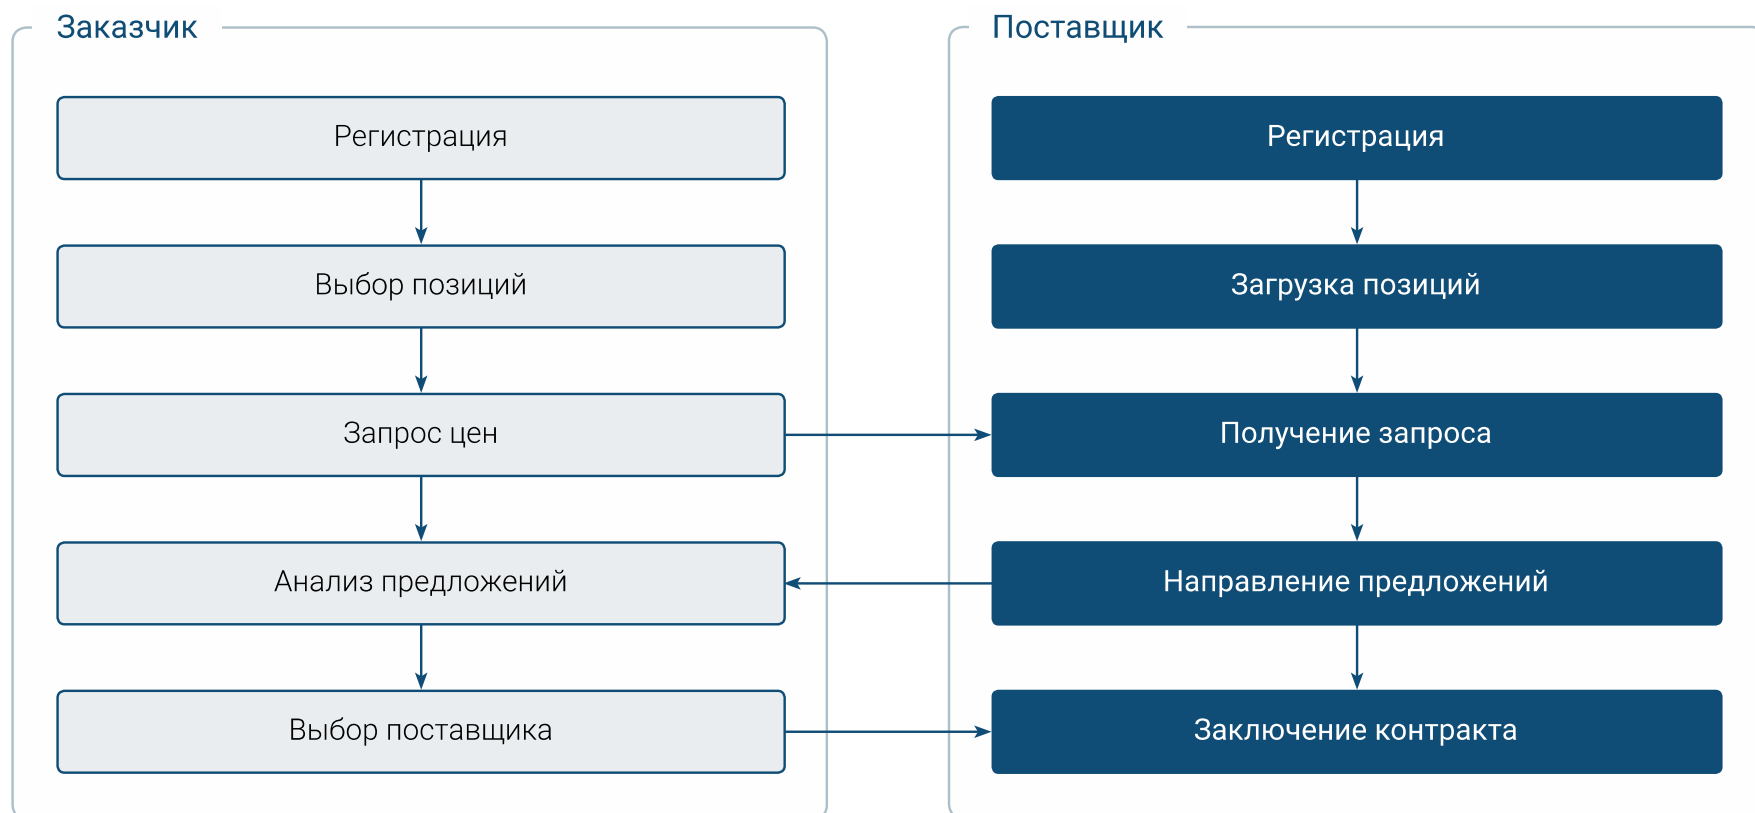 Заказчик
Регистрация
Выбор позиций
Запрос цен
Анализ предложений
Выбор поставщика
Поставщик
Регистрация
Загрузка позиций
Получение запроса
Направление предложений
Заключение контракта